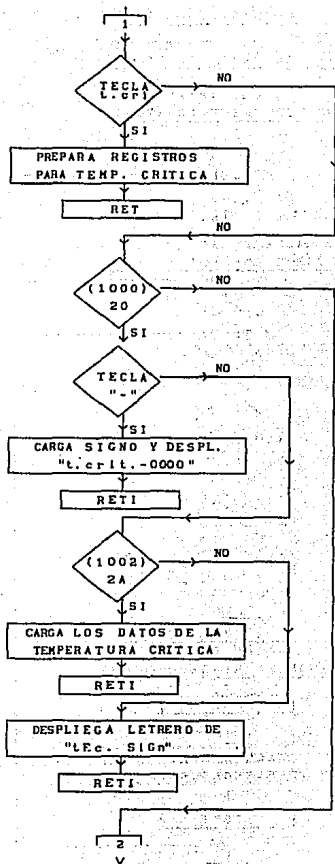 1
TECLA
t.cri
NO
SI
PREPARA REGISTROS
PARA TEMP. CRITICA
RET
NO
(1000)
20
NO
SI
TECLA
"-"
NO
SI
CARGA SIGNO Y DESPL.
"t.crit.-0000"
RETI
(1002)
2A
NO
SI
CARGA LOS DATOS DE LA
TEMPERATURA CRITICA
RETI
DESPLIEGA LETRERO DE
"tEc. SIGn"
RETI
2